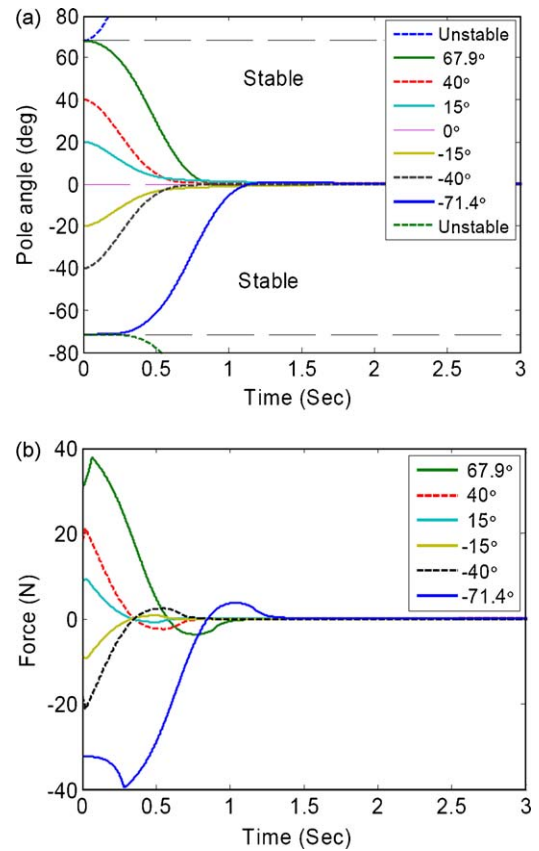 (a)
80
60
40
20
0
-20
-40
-60
-80
Pole angle (deg)
Stable
Stable
Unstable
67.9°
40°
15°
0°
-15°
-40°
-71.4°
Unstable
0 0.5 1 1.5 2 2.5 3
Time (Sec)
(b)
40
20
0
-20
-40
Force (N)
67.9°
40°
15°
-15°
-40°
-71.4°
0 0.5 1 1.5 2 2.5 3
Time (Sec)